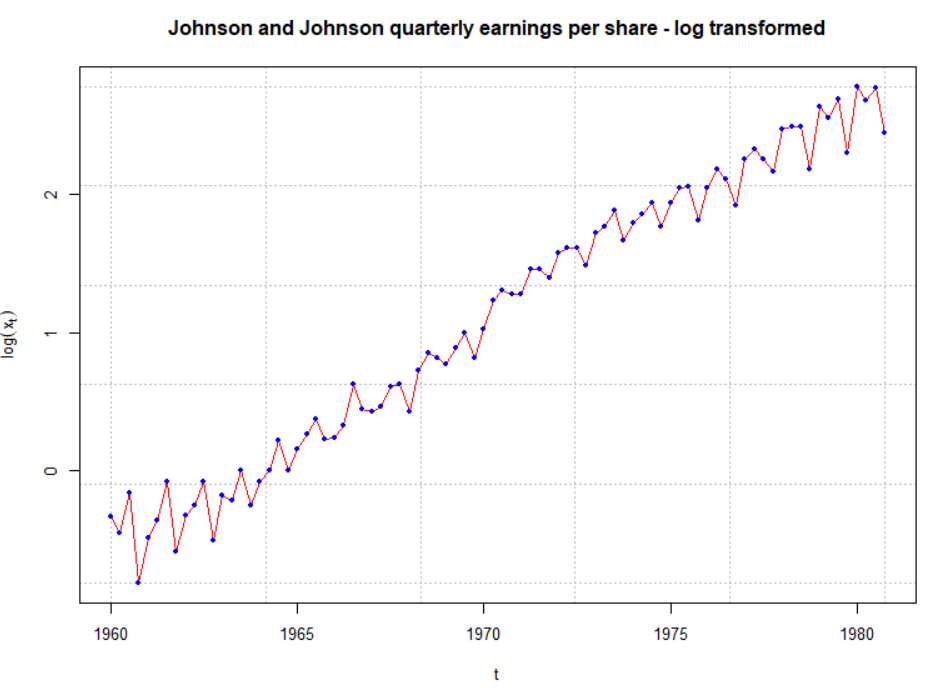 Johnson and Johnson quarterly earnings per share - log transformed
log( xt )
2
1
0
1960 1965 1970 1975 1980
t